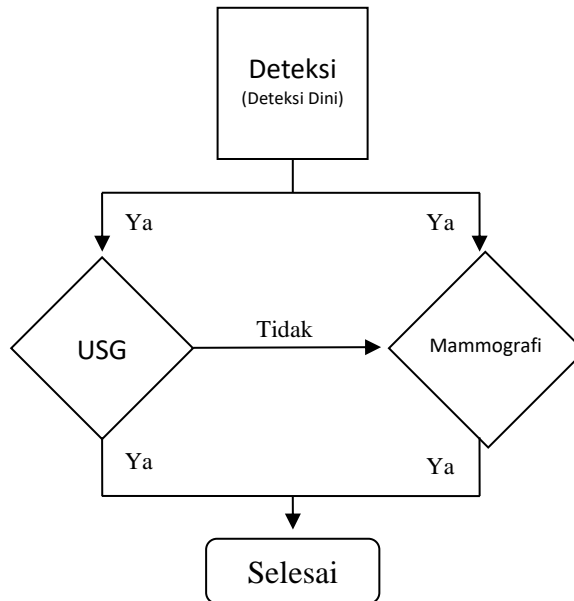 Deteksi
(Deteksi Dini)
Ya
Ya
USG
Tidak
Mammografi
Ya
Ya
Selesai